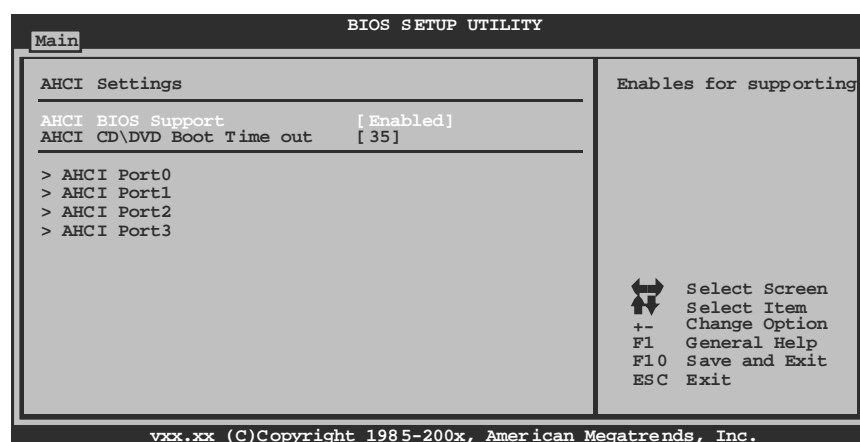 BIOS SETUP UTILITY
Main
AHCI Settings
AHCI BIOS Support [Enabled]
AHCI CD\DVD Boot Time out [35]
> AHCI Port0
> AHCI Port1
> AHCI Port2
> AHCI Port3
Enables for supporting
Select Screen
Select Item
+- Change Option
F1 General Help
F10 Save and Exit
ESC Exit
vxx.xx (C)Copyright 1985-200x, American Megatrends, Inc.